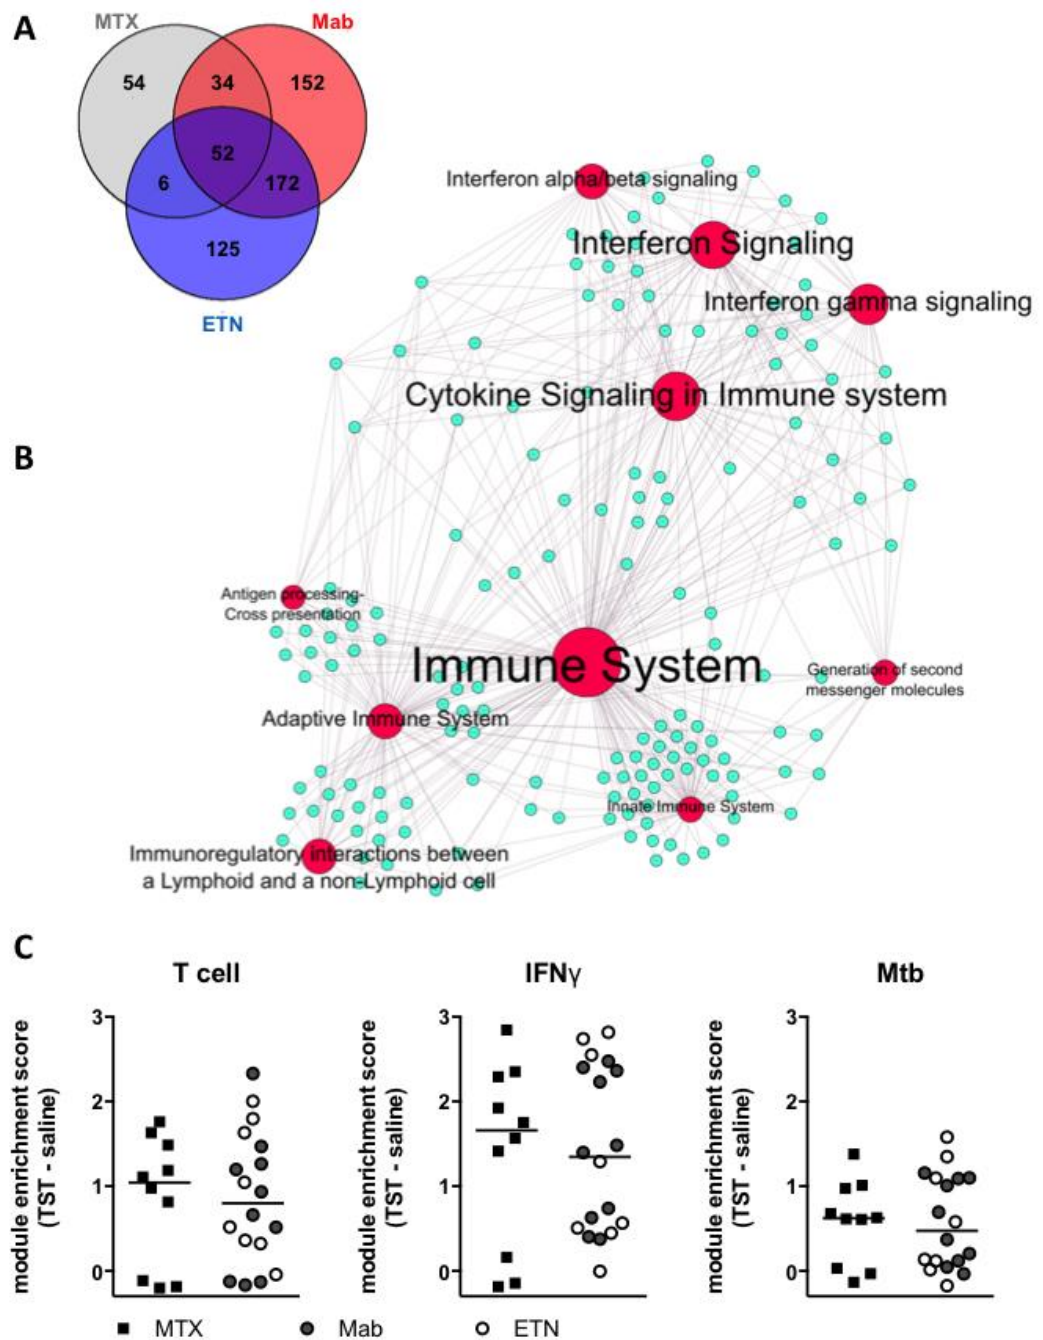 A
MTX
Mab
54
34
152
52
6
172
125
ETN
B
Interferon alpha/beta signaling
Interferon Signaling
Interferon gamma signaling
Cytokine Signaling in Immune system
Antigen processing-
Cross presentation
Immune System
Generation of second
messenger molecules
Adaptive Immune System
Innate Immune System
Immunoregulatory interactions between
a Lymphoid and a non-Lymphoid cell
C
T cell
module enrichment score
(TST - saline)
3
2
1
0
IFNγ
module enrichment score
(TST - saline)
3
2
1
0
Mtb
module enrichment score
(TST - saline)
3
2
1
0
MTX
Mab
ETN